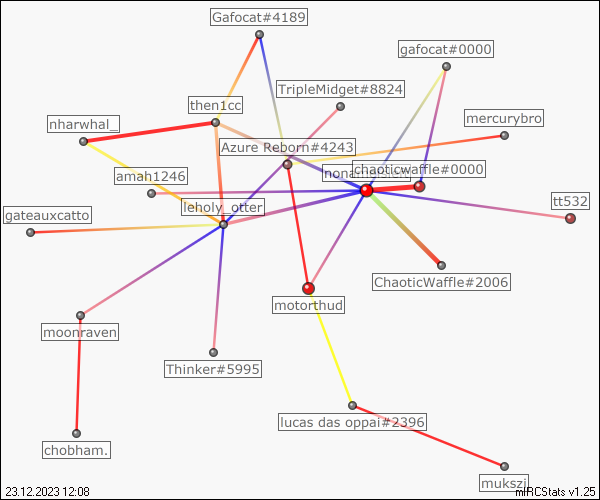 Gafocat#4189
gafocat#0000
TripleMidget#8824
then1cc
mercurybro
nharwhal_
Azure Reborn#4243
chaoticwaffle#0000
amah1246
tt532
leholy_otter
gateauxcatto
ChaoticWaffle#2006
motorthud
moonraven
Thinker#5995
lucas das oppai#2396
chobham.
mukszi
23.12.2023 12:08
mIRCStats v1.25